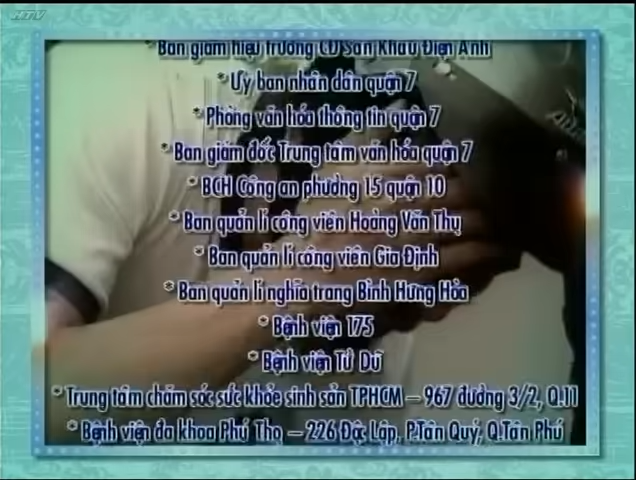 HTV
* Ban giám hiệu trường CĐ Sân Khấu Điện Ảnh
* Ủy ban nhân dân quận 7
* Phòng văn hóa thông tin quận 7
* Ban giám đốc Trung tâm văn hóa quận 7
* BCH Công an phường 15 quận 10
* Ban quản lí công viên Hoàng Văn Thụ
* Ban quản lí công viên Gia Định
* Ban quản lí nghĩa trang Bình Hưng Hòa
* Bệnh viện 175
* Bệnh viện Từ Dũ
* Trung tâm chăm sóc sức khỏe sinh sản TPHCM – 967 đường 3/2, Q.11
* Bệnh viện đa khoa Phú Thọ – 226 Độc Lập, P.Tân Quý, Q.Tân Phú